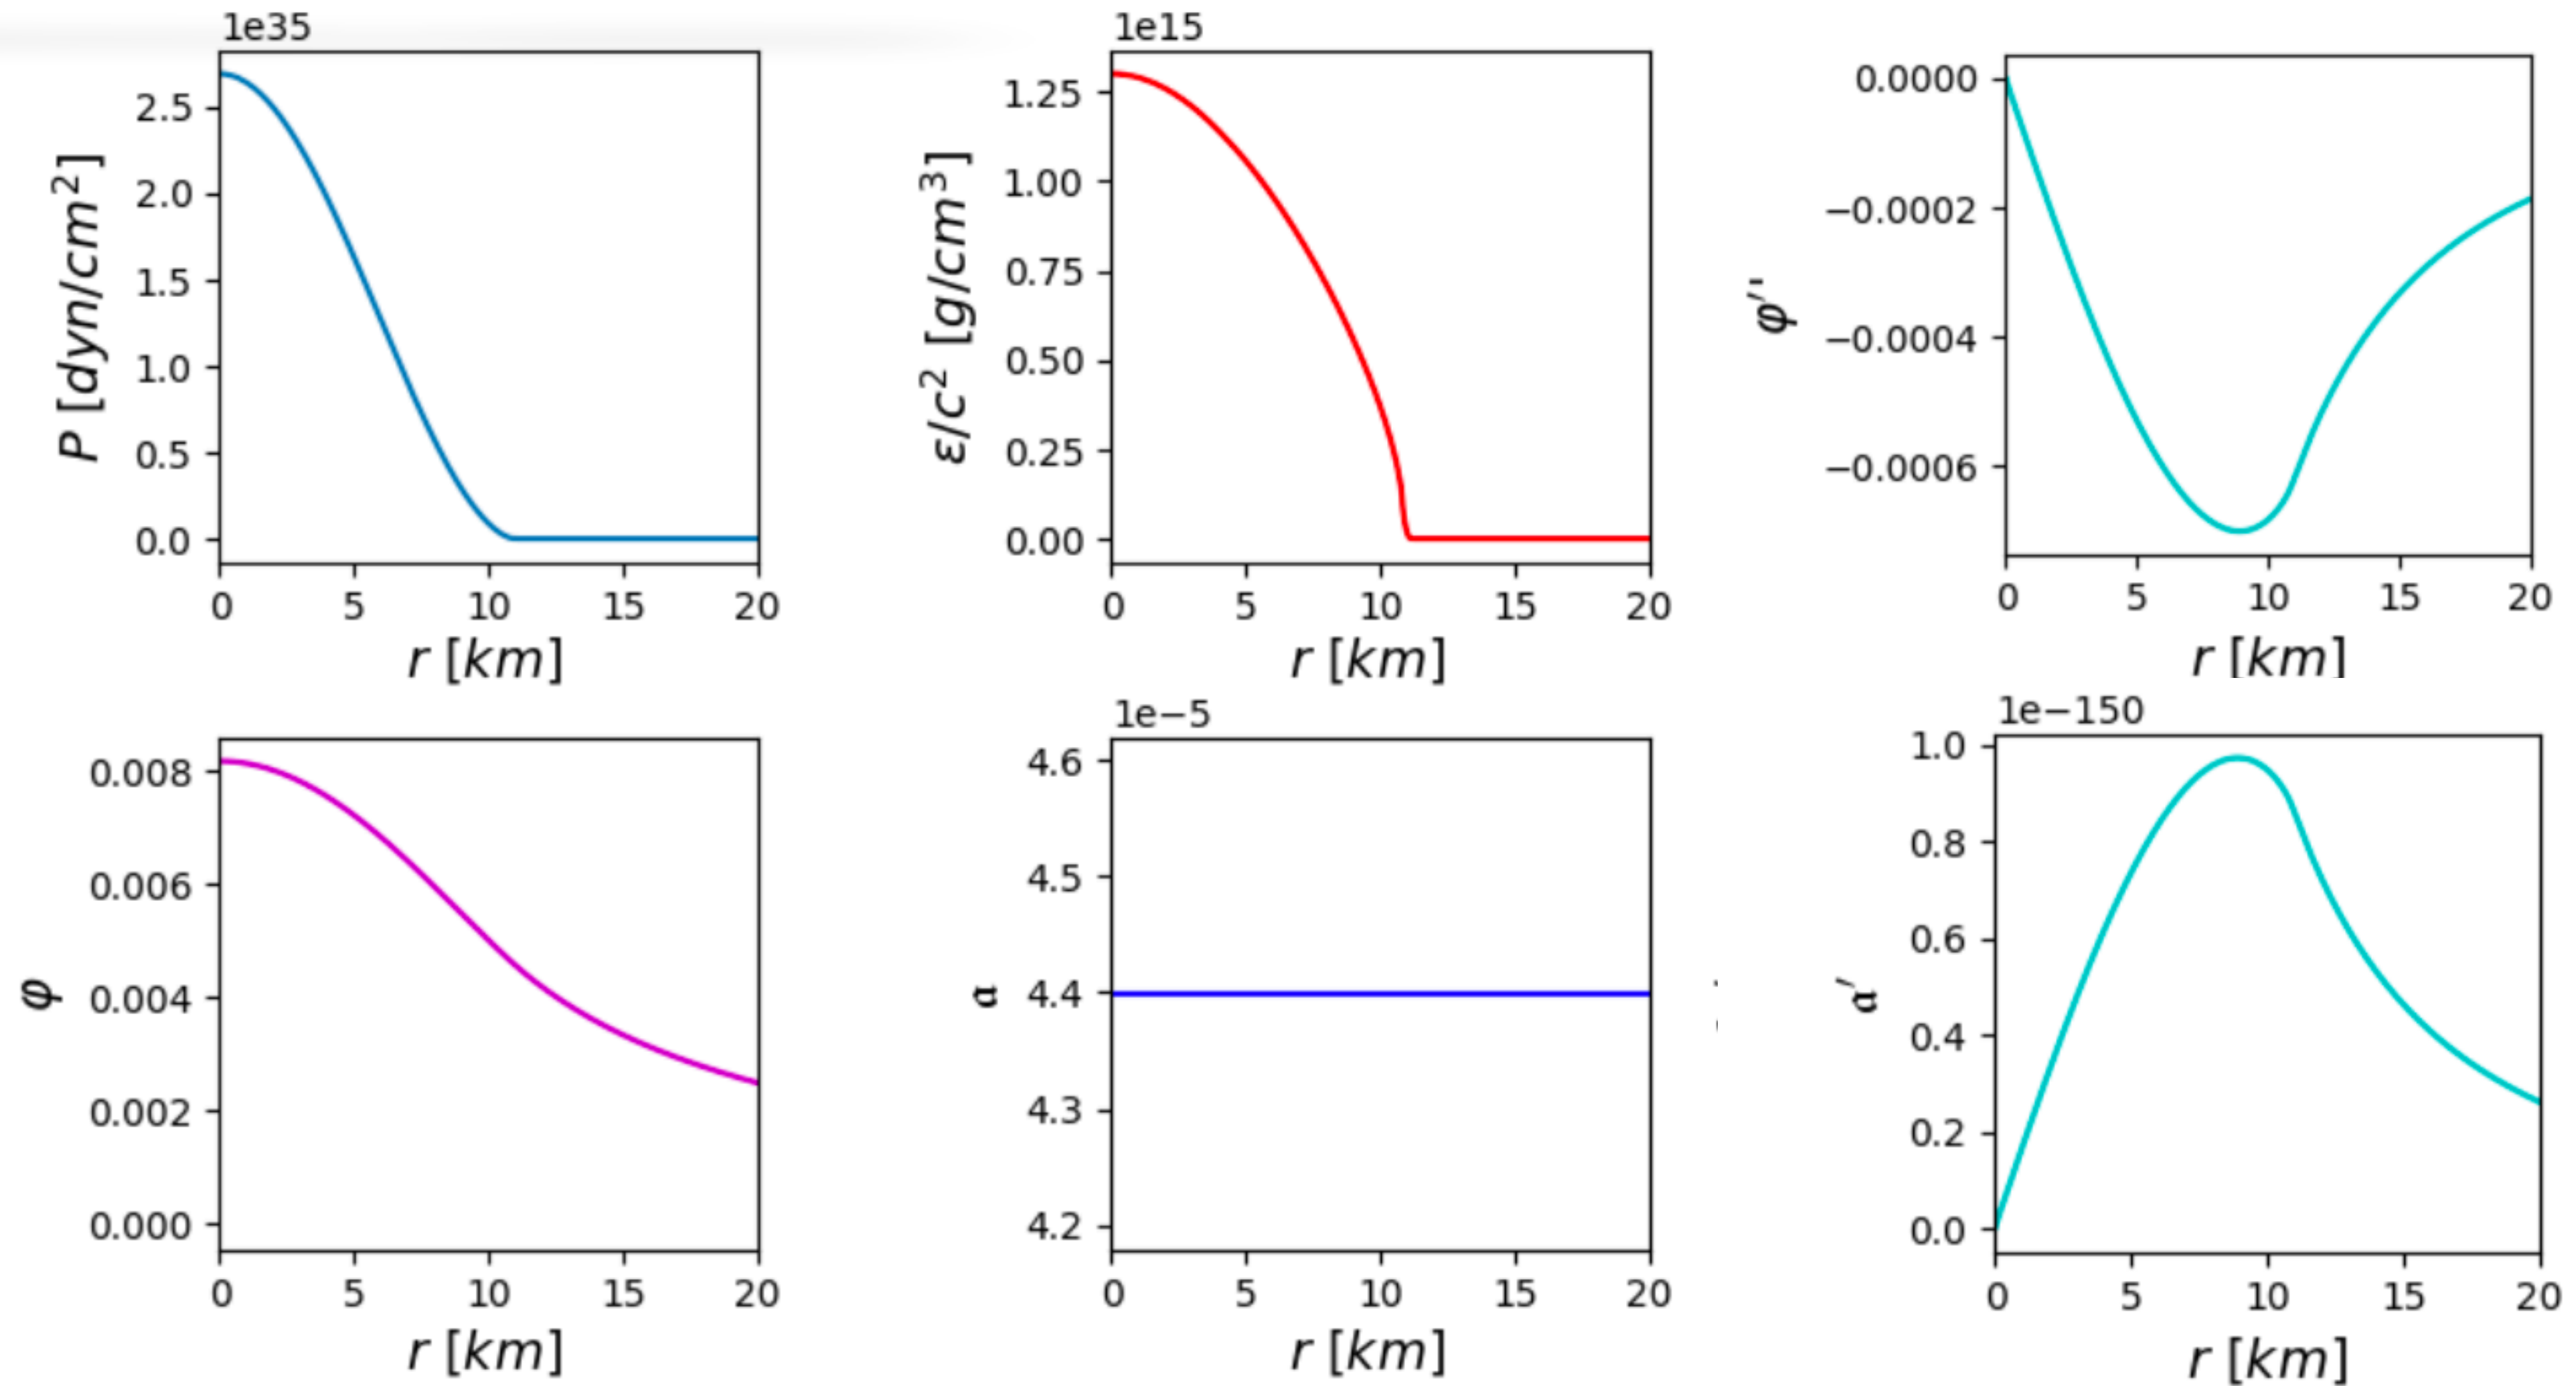 1e35
P [dyn/cm²]
2.5
2.0
1.5
1.0
0.5
0.0
0 5 10 15 20
r [km]
1e15
ε/c² [g/cm³]
1.25
1.00
0.75
0.50
0.25
0.00
0 5 10 15 20
r [km]
φ′'
0.0000
−0.0002
−0.0004
−0.0006
0 5 10 15 20
r [km]
φ
0.008
0.006
0.004
0.002
0.000
0 5 10 15 20
r [km]
1e−5
α
4.6
4.5
4.4
4.3
4.2
0 5 10 15 20
r [km]
1e−150
α′
1.0
0.8
0.6
0.4
0.2
0.0
0 5 10 15 20
r [km]